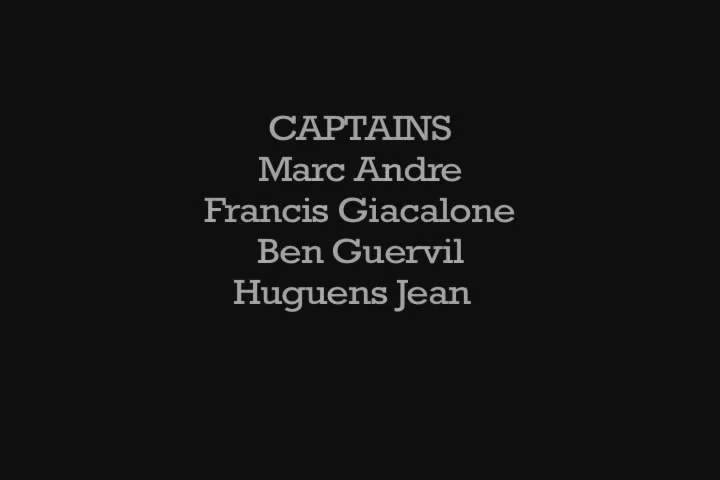 CAPTAINS
Marc Andre
Francis Giacalone
Ben Guervil
Huguens Jean